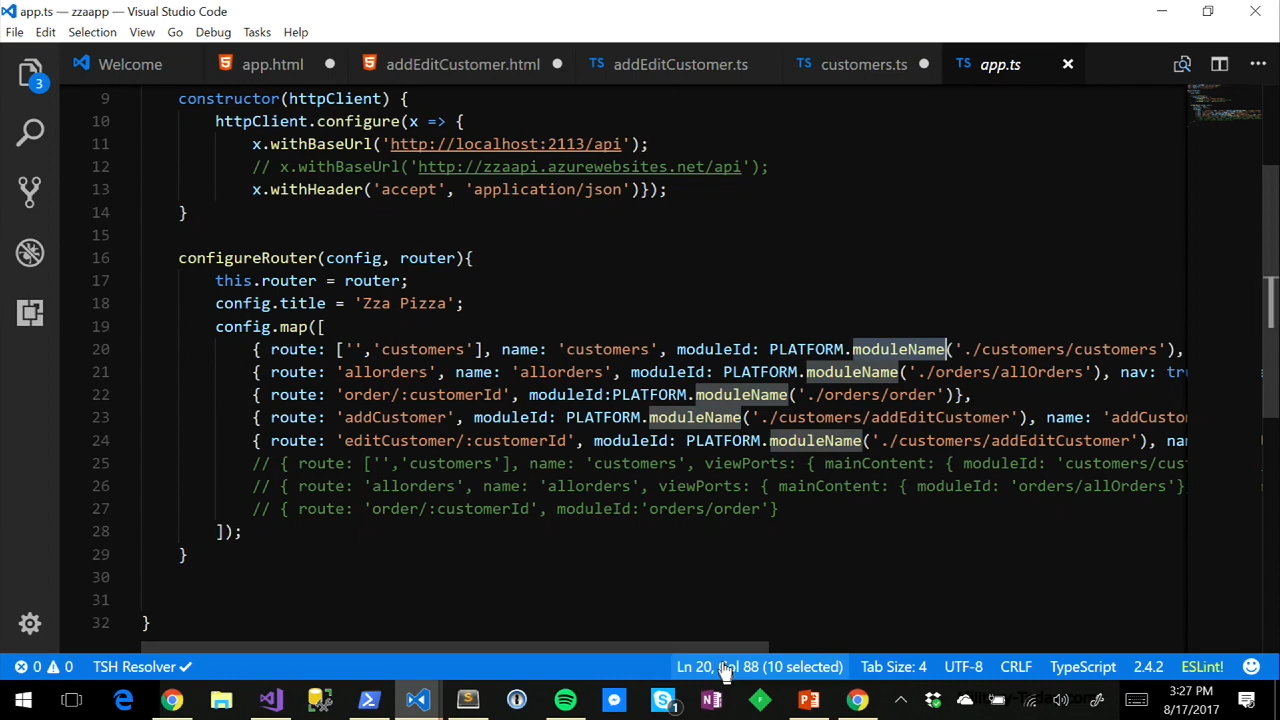 app.ts — zzaapp — Visual Studio Code
File Edit Selection View Go Debug Tasks Help
3
Welcome app.html addEditCustomer.html TS addEditCustomer.ts TS customers.ts TS app.ts
9 constructor(httpClient) {
10 httpClient.configure(x => {
11 x.withBaseUrl('http://localhost:2113/api');
12 // x.withBaseUrl('http://zzaapi.azurewebsites.net/api');
13 x.withHeader('accept', 'application/json')});
14 }
15
16 configureRouter(config, router){
17 this.router = router;
18 config.title = 'Zza Pizza';
19 config.map([
20 { route: ['','customers'], name: 'customers', moduleId: PLATFORM.moduleName('./customers/customers'),
21 { route: 'allorders', name: 'allorders', moduleId: PLATFORM.moduleName('./orders/allOrders'), nav: tr
22 { route: 'order/:customerId', moduleId:PLATFORM.moduleName('./orders/order')},
23 { route: 'addCustomer', moduleId: PLATFORM.moduleName('./customers/addEditCustomer'), name: 'addCusto
24 { route: 'editCustomer/:customerId', moduleId: PLATFORM.moduleName('./customers/addEditCustomer'), na
25 // { route: ['','customers'], name: 'customers', viewPorts: { mainContent: { moduleId: 'customers/cust
26 // { route: 'allorders', name: 'allorders', viewPorts: { mainContent: { moduleId: 'orders/allOrders'}
27 // { route: 'order/:customerId', moduleId:'orders/order'}
28 ]);
29 }
30
31
32 }
0 0 TSH Resolver Ln 20, Col 88 (10 selected) Tab Size: 4 UTF-8 CRLF TypeScript 2.4.2 ESLint!
1 3:27 PM
8/17/2017